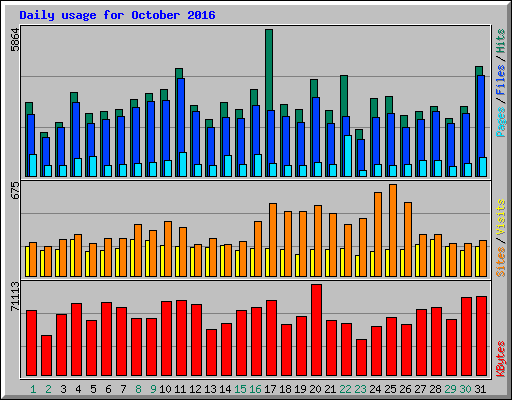 Daily usage for October 2016
5864
Pages / Files / Hits
675
Sites / Visits
71113
KBytes
1 2 3 4 5 6 7 8 9 10 11 12 13 14 15 16 17 18 19 20 21 22 23 24 25 26 27 28 29 30 31